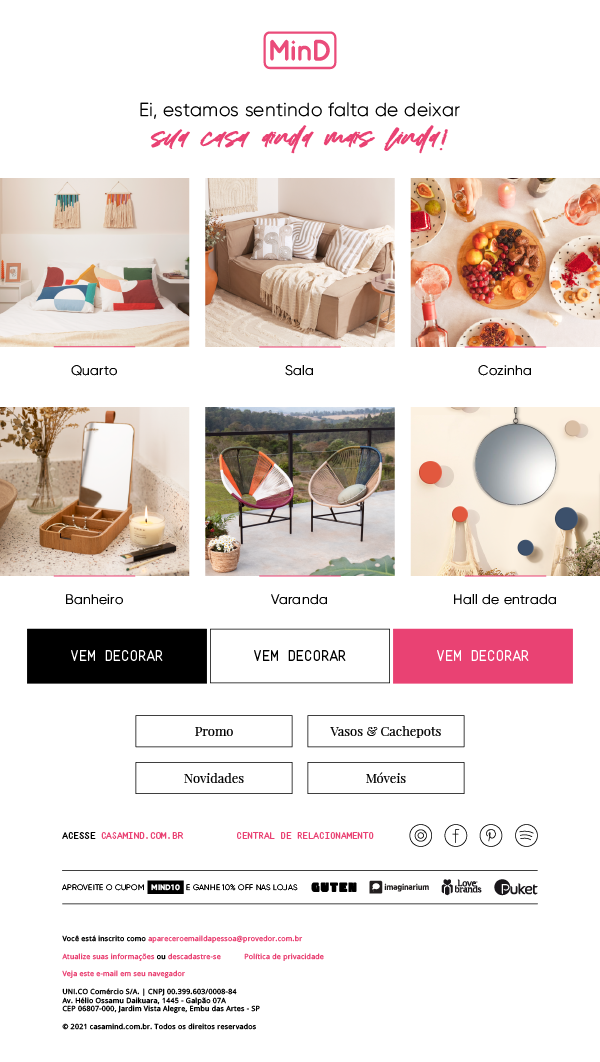 MinD
Ei, estamos sentindo falta de deixar
sua casa ainda mais linda!
Quarto
Sala
Cozinha
Banheiro
Varanda
Hall de entrada
VEM DECORAR
VEM DECORAR
VEM DECORAR
Promo
Vasos & Cachepots
Novidades
Móveis
ACESSE CASAMIND.COM.BR
CENTRAL DE RELACIONAMENTO
APROVEITE O CUPOM MIND10 E GANHE 10% OFF NAS LOJAS GUTEN imaginarium Love brands Puket
Você está inscrito como apareceroemaildapessoa@provedor.com.br
Atualize suas informações ou descadastre-se Política de privacidade
Veja este e-mail em seu navegador
UNI.CO Comércio S/A. | CNPJ 00.399.603/0008-84
Av. Hélio Ossamu Daikuara, 1445 - Galpão 07A
CEP 06807-000, Jardim Vista Alegre, Embu das Artes - SP
© 2021 casamind.com.br. Todos os direitos reservados